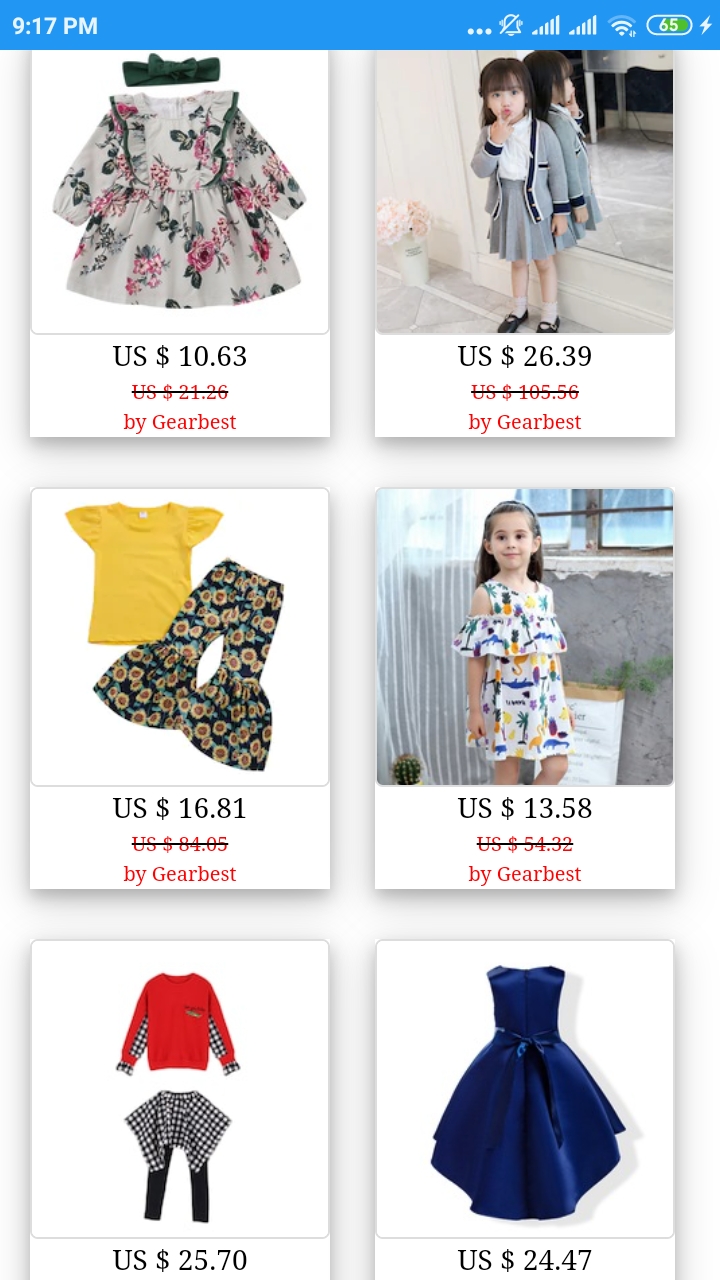 9:17 PM
65
US $ 10.63
US $ 21.26
by Gearbest
US $ 26.39
US $ 105.56
by Gearbest
US $ 16.81
US $ 84.05
by Gearbest
US $ 13.58
US $ 54.32
by Gearbest
US $ 25.70
US $ 24.47